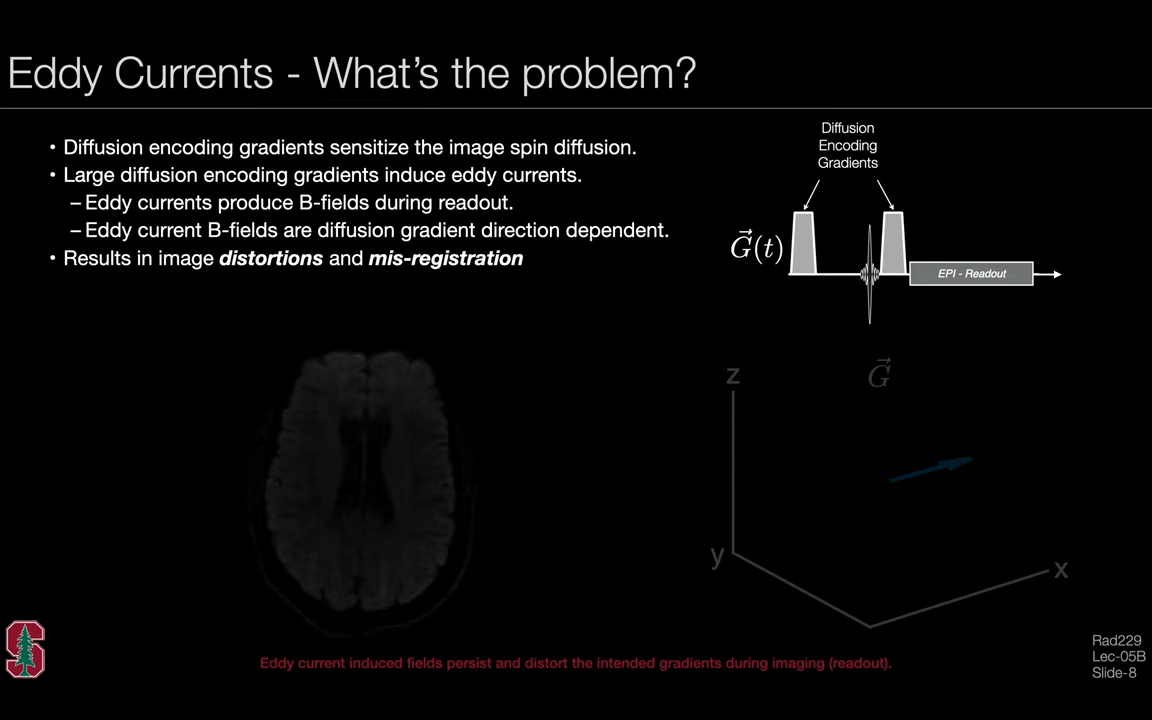 Eddy Currents - What's the problem?
• Diffusion encoding gradients sensitize the image spin diffusion.
• Large diffusion encoding gradients induce eddy currents.
– Eddy currents produce B-fields during readout.
– Eddy current B-fields are diffusion gradient direction dependent.
• Results in image distortions and mis-registration
Diffusion
Encoding
Gradients
G⃗(t)
EPI - Readout
z
G⃗
y
x
Eddy current induced fields persist and distort the intended gradients during imaging (readout).
S
Rad229
Lec-05B
Slide-8